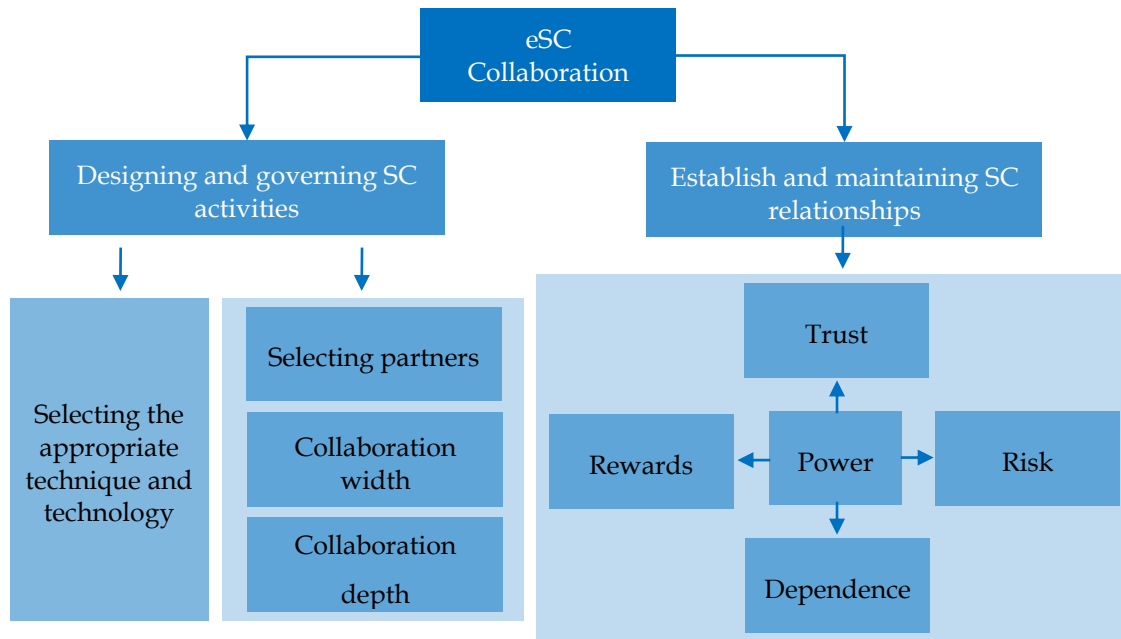 eSC
Collaboration
Designing and governing SC
activities
Establish and maintaining SC
relationships
Selecting the
appropriate
technique and
technology
Selecting partners
Collaboration
width
Collaboration
depth
Trust
Rewards
Power
Risk
Dependence